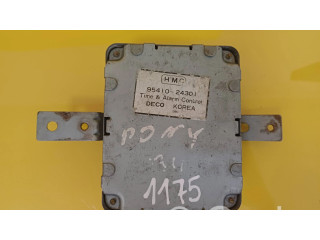 HMC
95410-24301
Time & Alarm Control
DECO KOREA
PONY
1175